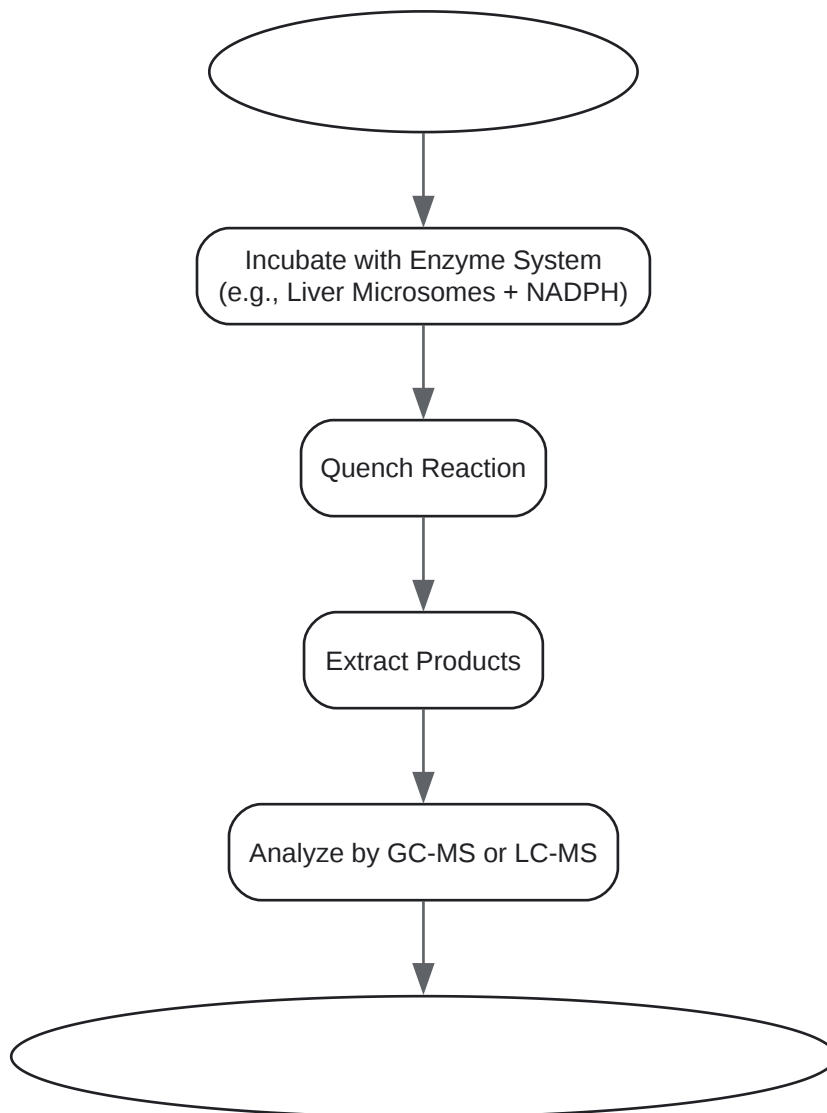 Incubate with Enzyme System
(e.g., Liver Microsomes + NADPH)
Quench Reaction
Extract Products
Analyze by GC-MS or LC-MS